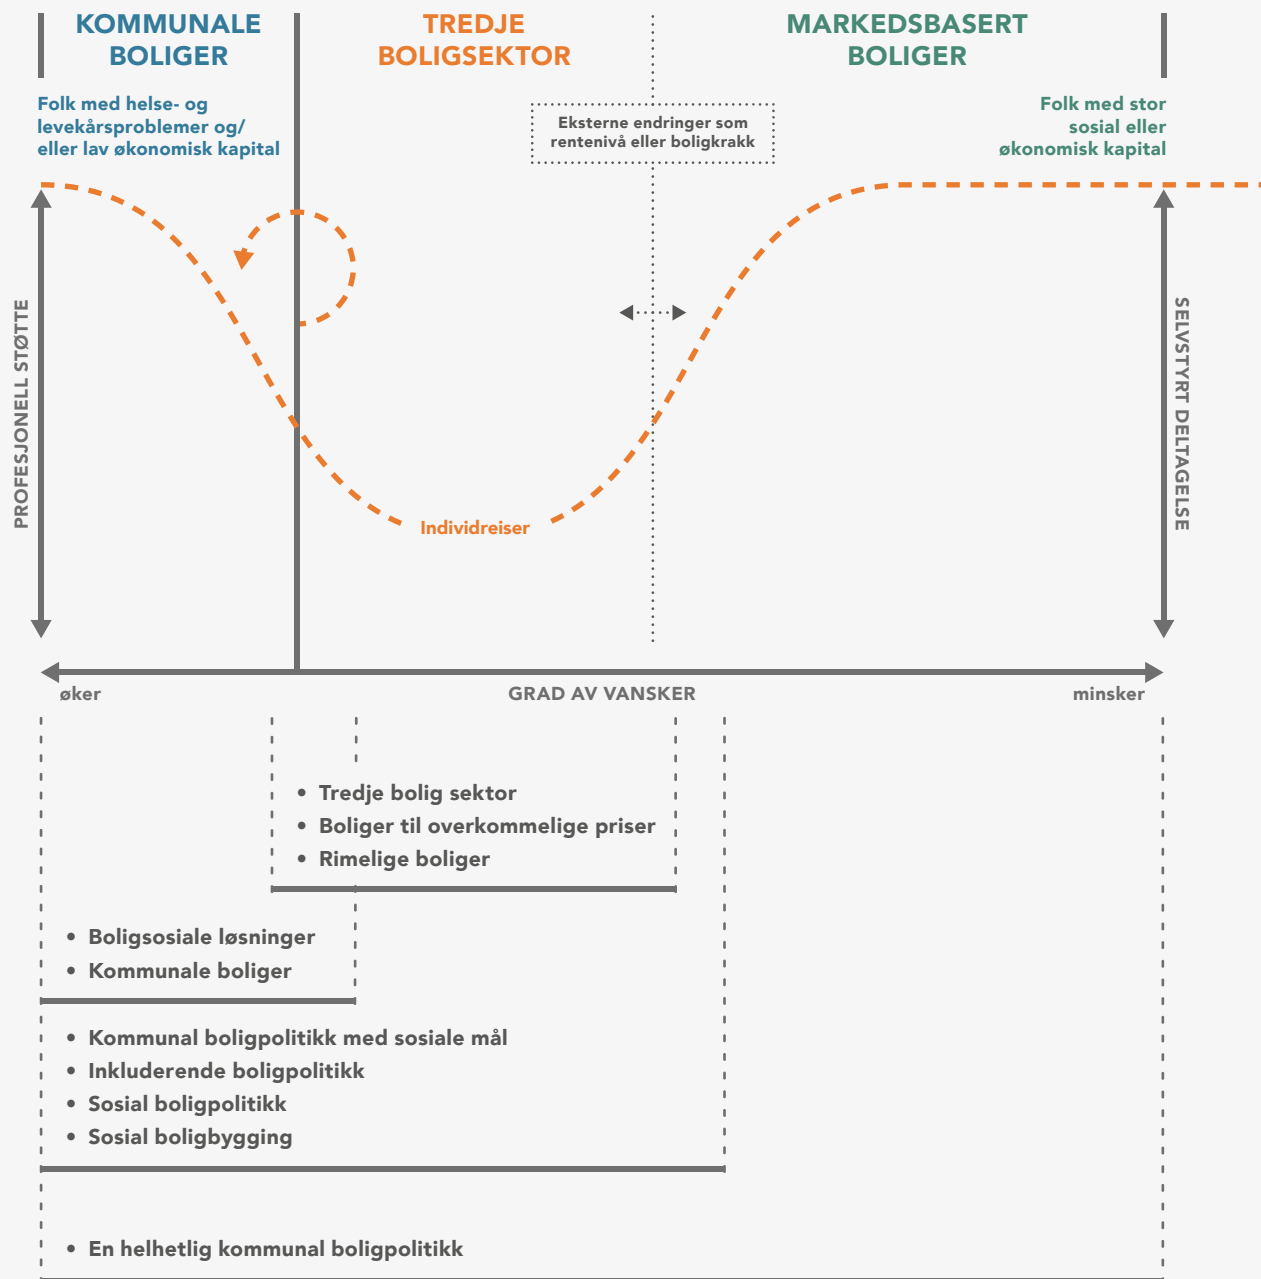 KOMMUNALE
BOLIGER
TREDJE
BOLIGSEKTOR
MARKEDSBASERT
BOLIGER
Folk med helse- og
levekårsproblemer og/
eller lav økonomisk kapital
Eksterne endringer som
rentenivå eller boligkrakk
Folk med stor
sosial eller
økonomisk kapital
PROFESJONELL STØTTE
SELVSTYRT DELTAGELSE
Individreiser
øker
GRAD AV VANSKER
minsker
• Tredje bolig sektor
• Boliger til overkommelige priser
• Rimelige boliger
• Boligsosiale løsninger
• Kommunale boliger
• Kommunal boligpolitikk med sosiale mål
• Inkluderende boligpolitikk
• Sosial boligpolitikk
• Sosial boligbygging
• En helhetlig kommunal boligpolitikk